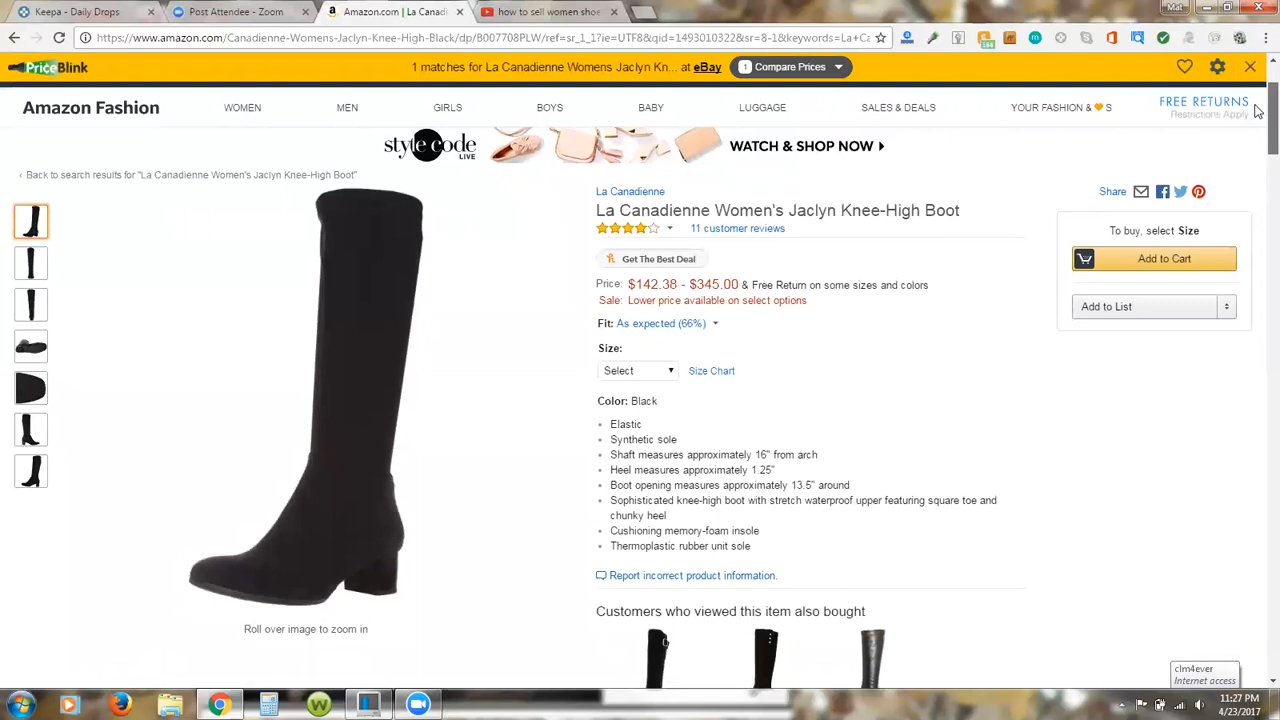 Keepa - Daily Drops
Post Attendee - Zoom
Amazon.com | La Canadi
how to sell women shoe
Mat
https://www.amazon.com/Canadienne-Womens-Jaclyn-Knee-High-Black/dp/B007708PLW/ref=sr_1_1?ie=UTF8&qid=1493010322&sr=8-1&keywords=La+Ca
PriceBlink
1 matches for La Canadienne Womens Jaclyn Kn... at eBay
1 Compare Prices
Amazon Fashion
WOMEN
MEN
GIRLS
BOYS
BABY
LUGGAGE
SALES & DEALS
YOUR FASHION & 🧡 S
FREE RETURNS
Restrictions Apply
style code LIVE
WATCH & SHOP NOW
‹ Back to search results for "La Canadienne Women's Jaclyn Knee-High Boot"
La Canadienne
Share
La Canadienne Women's Jaclyn Knee-High Boot
11 customer reviews
To buy, select Size
Get The Best Deal
Add to Cart
Price: $142.38 - $345.00 & Free Return on some sizes and colors
Sale: Lower price available on select options
Add to List
Fit: As expected (66%)
Size:
Select
Size Chart
Color: Black
Elastic
Synthetic sole
Shaft measures approximately 16" from arch
Heel measures approximately 1.25"
Boot opening measures approximately 13.5" around
Sophisticated knee-high boot with stretch waterproof upper featuring square toe and
chunky heel
Cushioning memory-foam insole
Thermoplastic rubber unit sole
Report incorrect product information.
Customers who viewed this item also bought
Roll over image to zoom in
clm4ever
Internet access
11:27 PM
4/23/2017